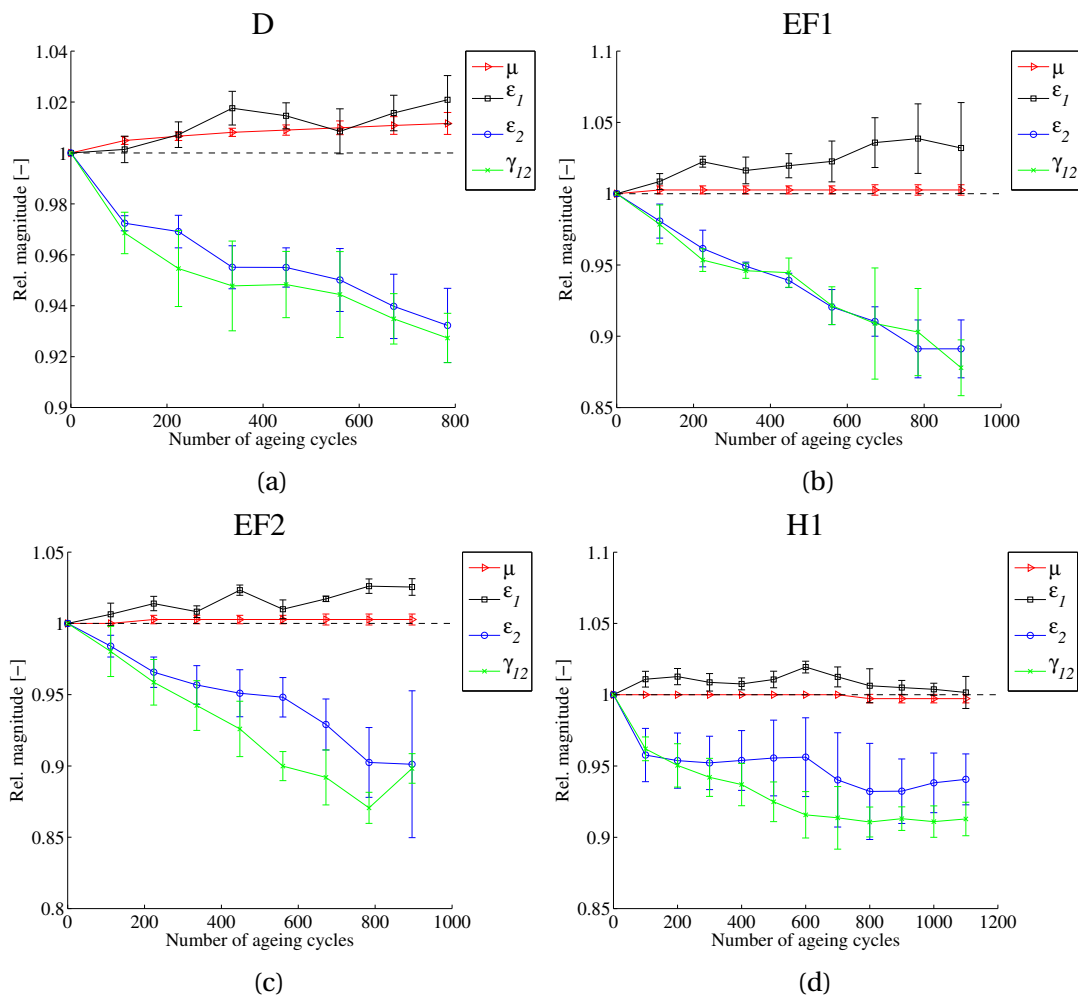 D
1.04
1.02
1
0.98
0.96
0.94
0.92
0.9
Rel. magnitude [−]
0 200 400 600 800
Number of ageing cycles
μ
ε1
ε2
γ12
(a)
EF1
1.1
1.05
1
0.95
0.9
0.85
Rel. magnitude [−]
0 200 400 600 800 1000
Number of ageing cycles
μ
ε1
ε2
γ12
(b)
EF2
1.05
1
0.95
0.9
0.85
0.8
Rel. magnitude [−]
0 200 400 600 800 1000
Number of ageing cycles
μ
ε1
ε2
γ12
(c)
H1
1.1
1.05
1
0.95
0.9
0.85
Rel. magnitude [−]
0 200 400 600 800 1000 1200
Number of ageing cycles
μ
ε1
ε2
γ12
(d)